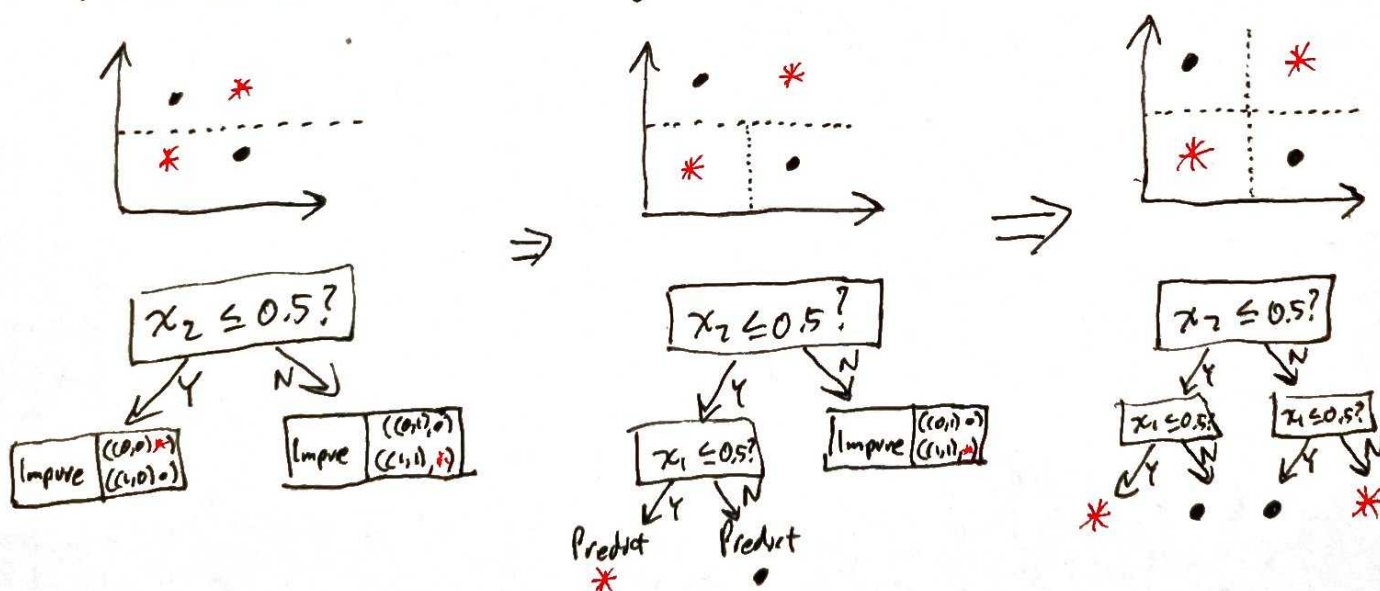 x₂ ≤ 0.5?
Y
N
Impure
((0,0),*)
((1,0),•)
Impure
((0,1),•)
((1,1),*)
⇒
x₂ ≤ 0.5?
Y
N
x₁ ≤ 0.5?
Impure
((0,1),•)
((1,1),*)
Y
N
Predict
*
Predict
•
⇒
x₂ ≤ 0.5?
Y
N
x₁ ≤ 0.5?
x₁ ≤ 0.5?
Y
N
Y
N
*
•
•
*